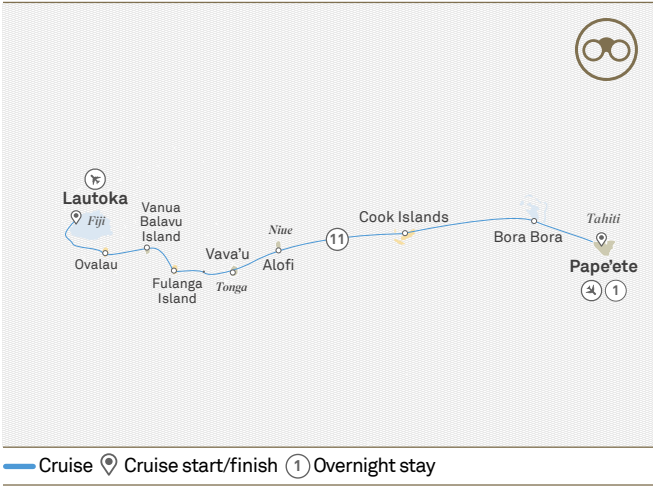 Lautoka
Fiji
Vanua
Balavu
Island
Ovalau
Fulanga
Island
Vava'u
Tonga
Niue
Alofi
11
Cook Islands
Bora Bora
Tahiti
Pape'ete
1
Cruise Cruise start/finish 1 Overnight stay